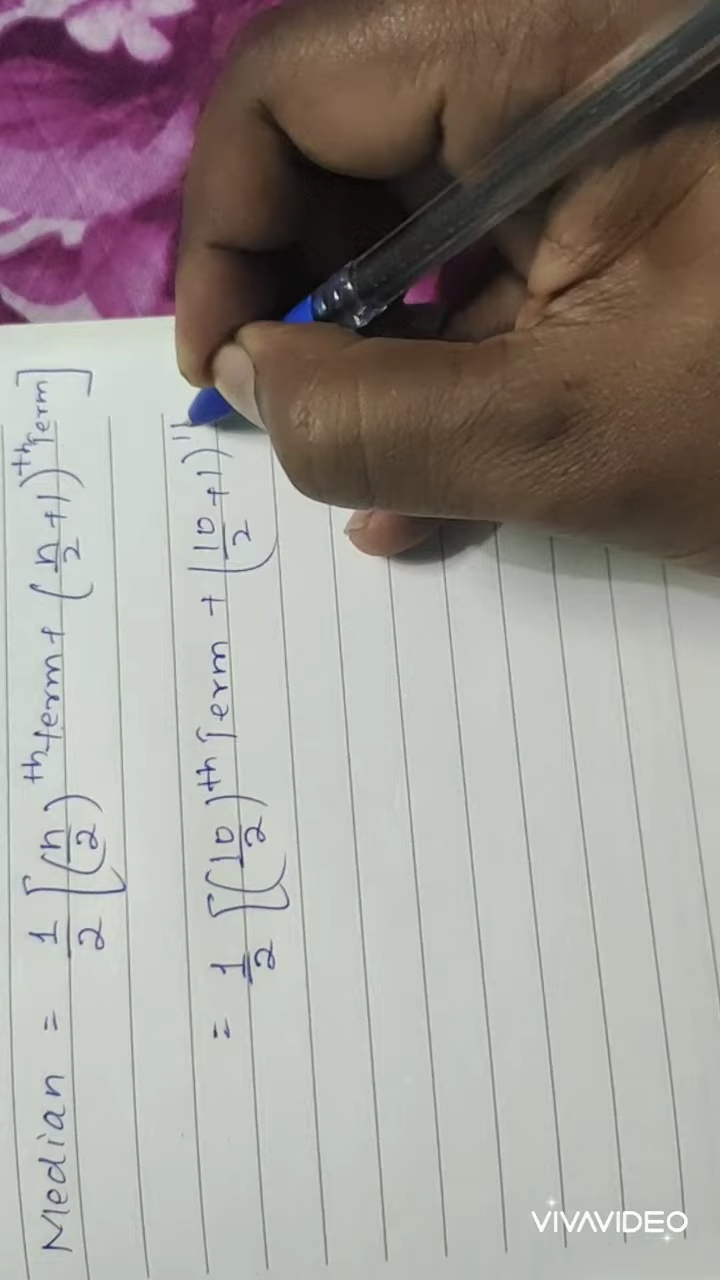 Median = 1/2 [(n/2)^th term + (n/2 + 1)^th Term]
= 1/2 [(10/2)^th Term + (10/2 + 1)
VIVAVIDEO